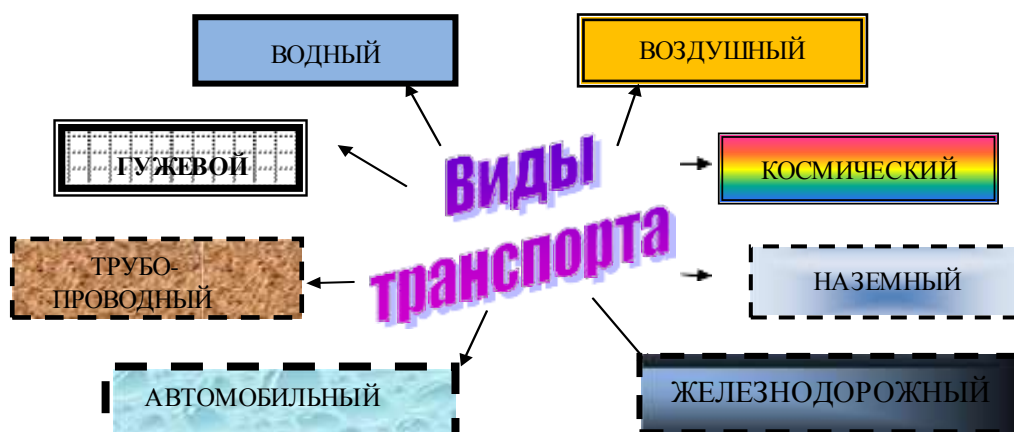 ВОДНЫЙ
ВОЗДУШНЫЙ
ГУЖЕВОЙ
Виды
КОСМИЧЕСКИЙ
транспорта
ТРУБО-
ПРОВОДНЫЙ
НАЗЕМНЫЙ
АВТОМОБИЛЬНЫЙ
ЖЕЛЕЗНОДОРОЖНЫЙ